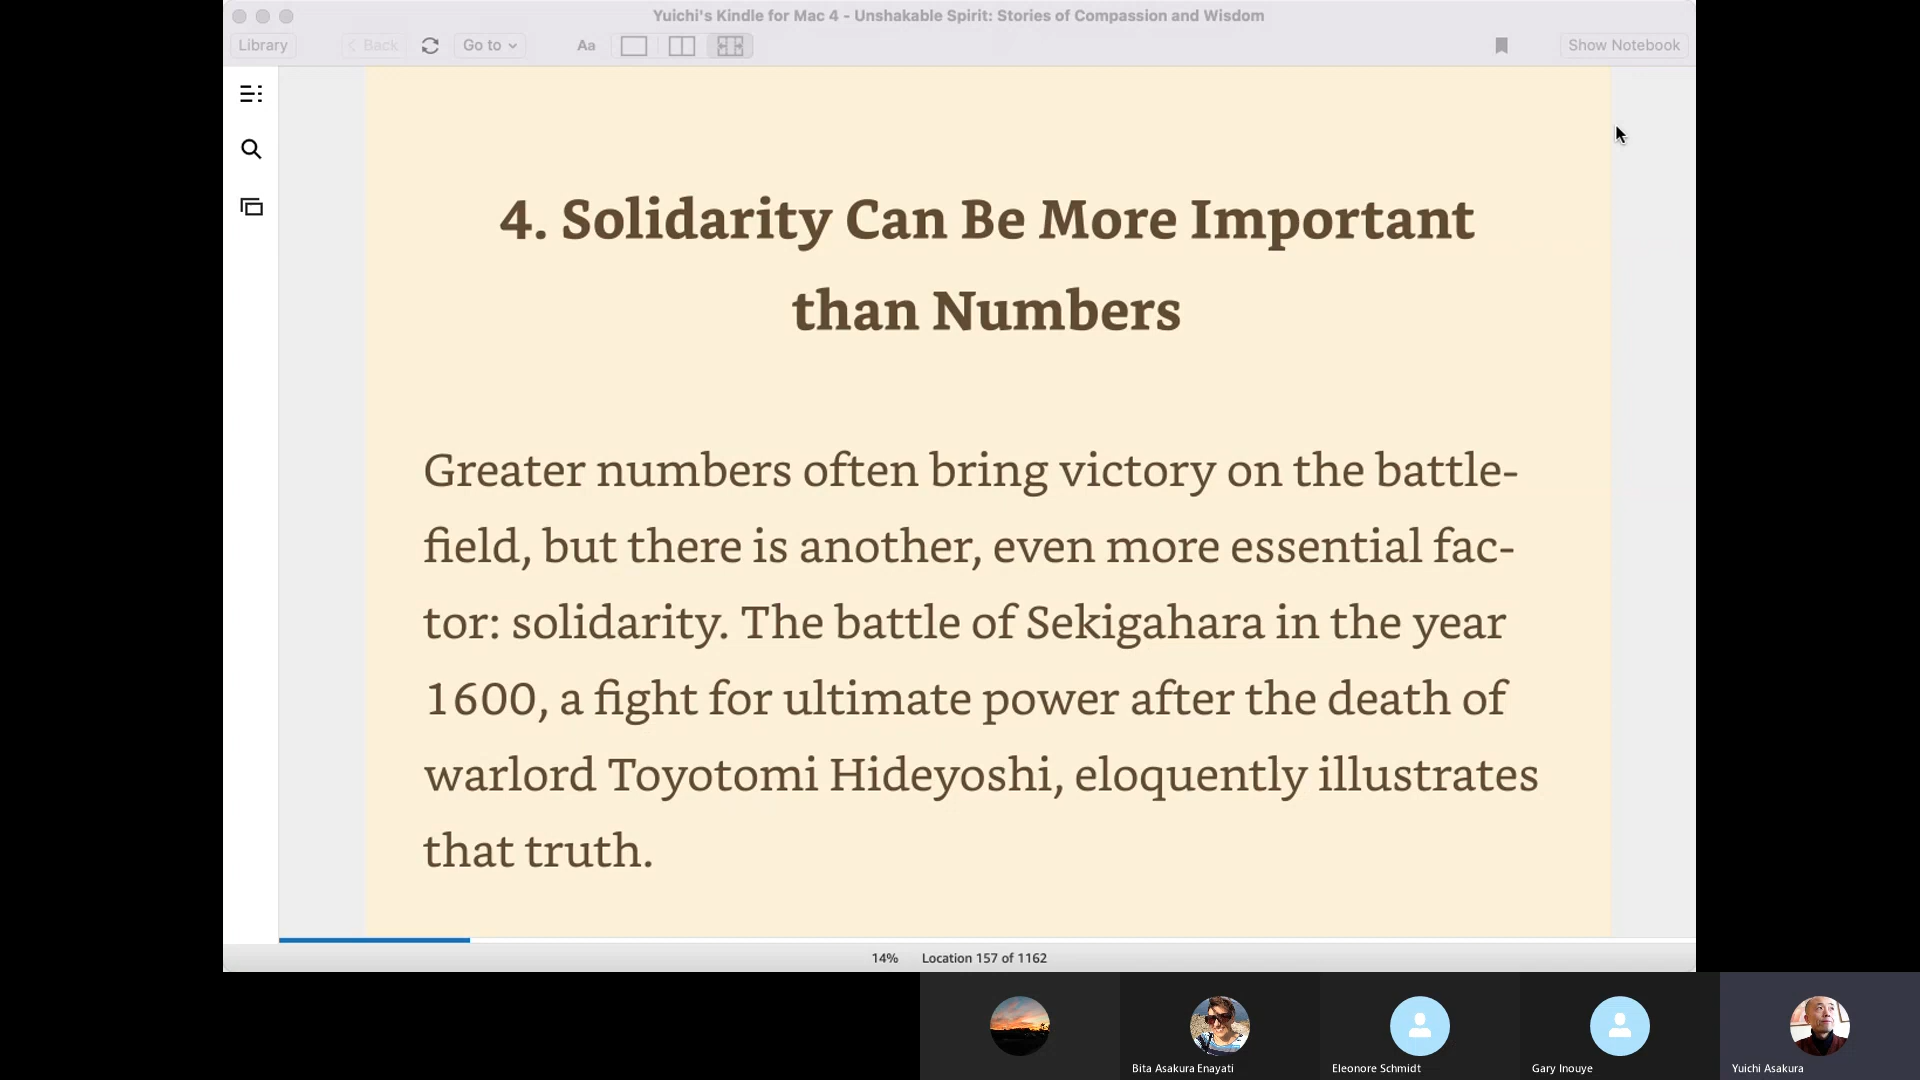 Yuichi's Kindle for Mac 4 - Unshakable Spirit: Stories of Compassion and Wisdom
Library
Back
Go to
Aa
Show Notebook
4. Solidarity Can Be More Important
than Numbers
Greater numbers often bring victory on the battle-
field, but there is another, even more essential fac-
tor: solidarity. The battle of Sekigahara in the year
1600, a fight for ultimate power after the death of
warlord Toyotomi Hideyoshi, eloquently illustrates
that truth.
14% Location 157 of 1162
Bita Asakura Enayati
Eleonore Schmidt
Gary Inouye
Yuichi Asakura